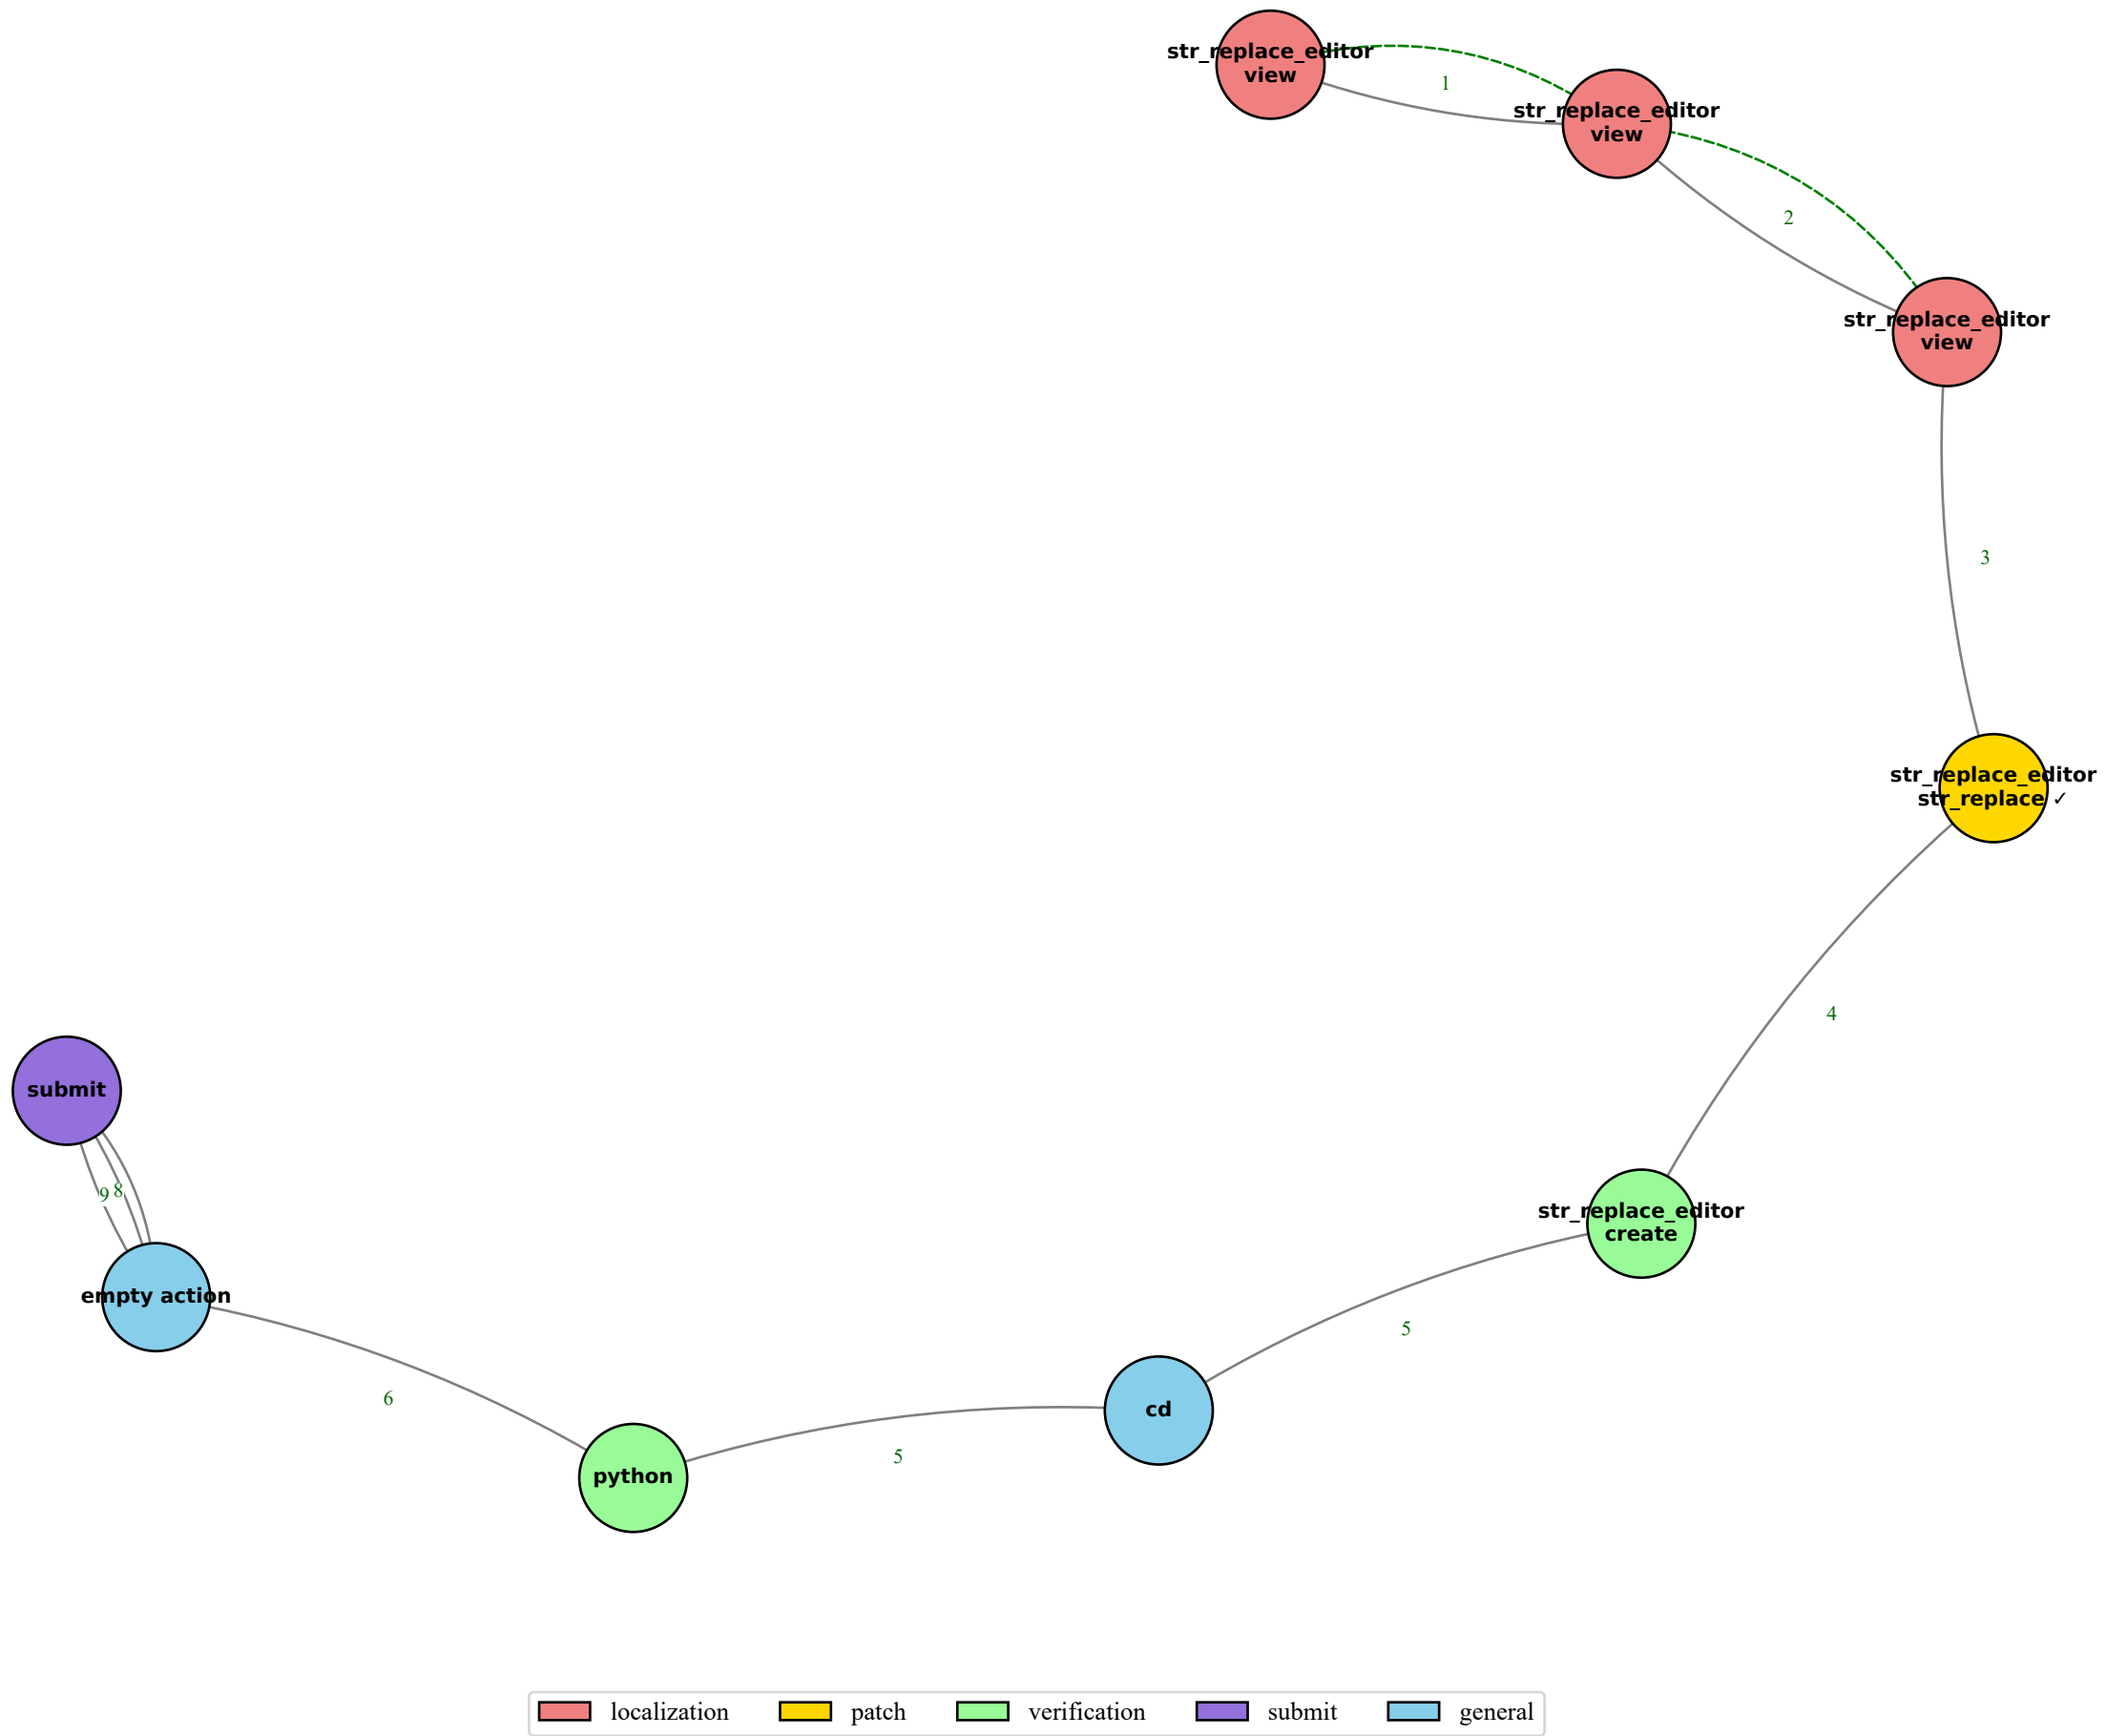 str_replace_editor
view
1
str_replace_editor
view
2
str_replace_editor
view
3
str_replace_editor
str_replace ✓
4
submit
9
8
str_replace_editor
create
empty action
5
6
cd
5
python
localization
patch
verification
submit
general